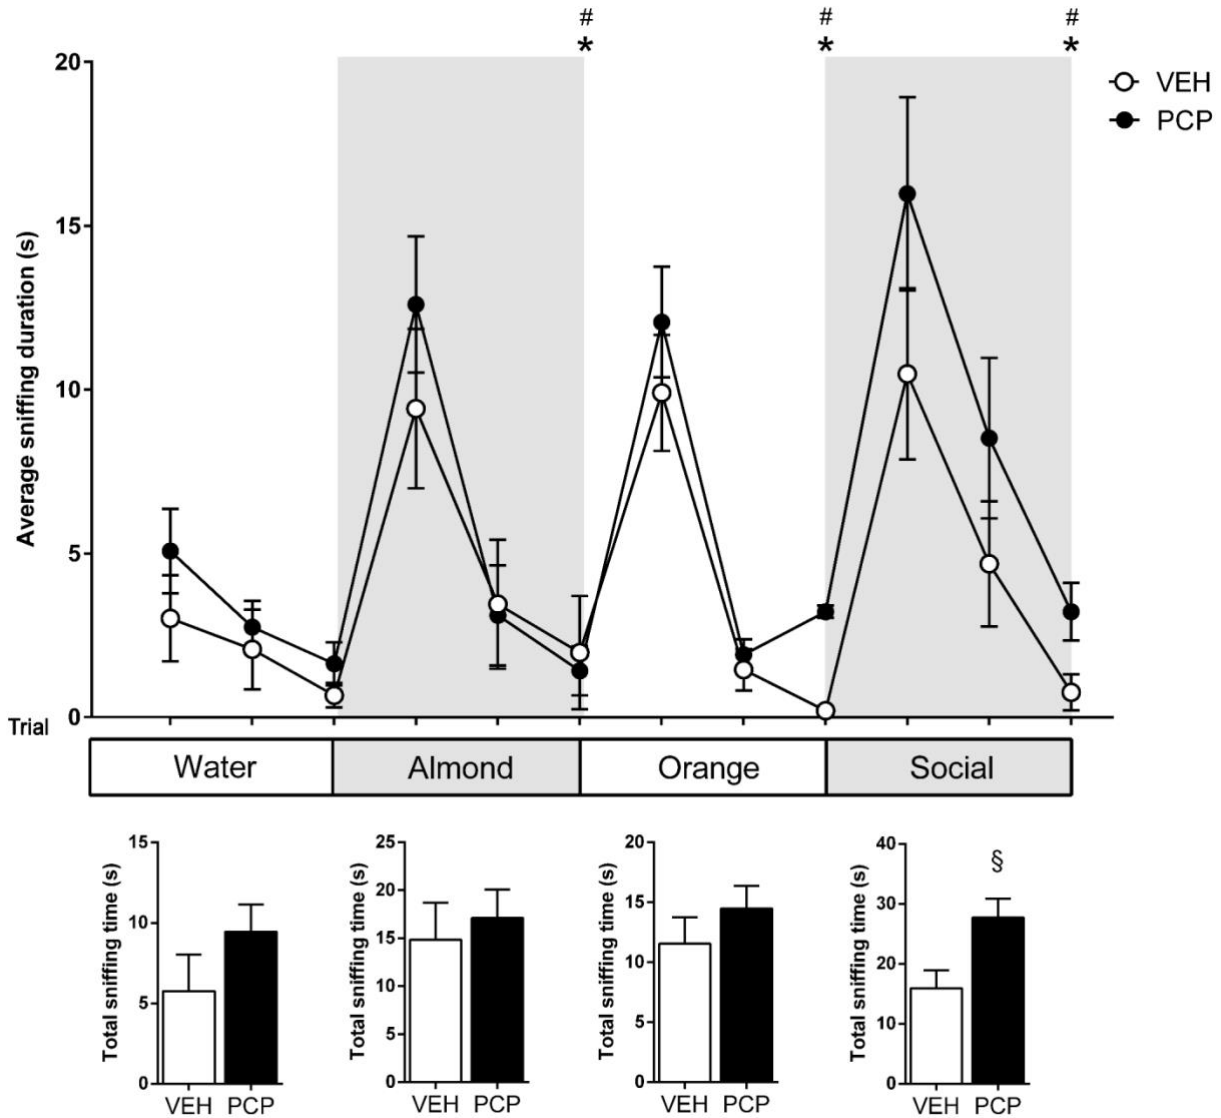 # # #
* * *
20
15
10
5
0
Average sniffing duration (s)
VEH
PCP
Trial
Water Almond Orange Social
15
10
5
0
Total sniffing time (s)
VEH PCP
25
20
15
10
5
0
Total sniffing time (s)
VEH PCP
20
15
10
5
0
Total sniffing time (s)
VEH PCP
40
30
20
10
0
Total sniffing time (s)
§
VEH PCP